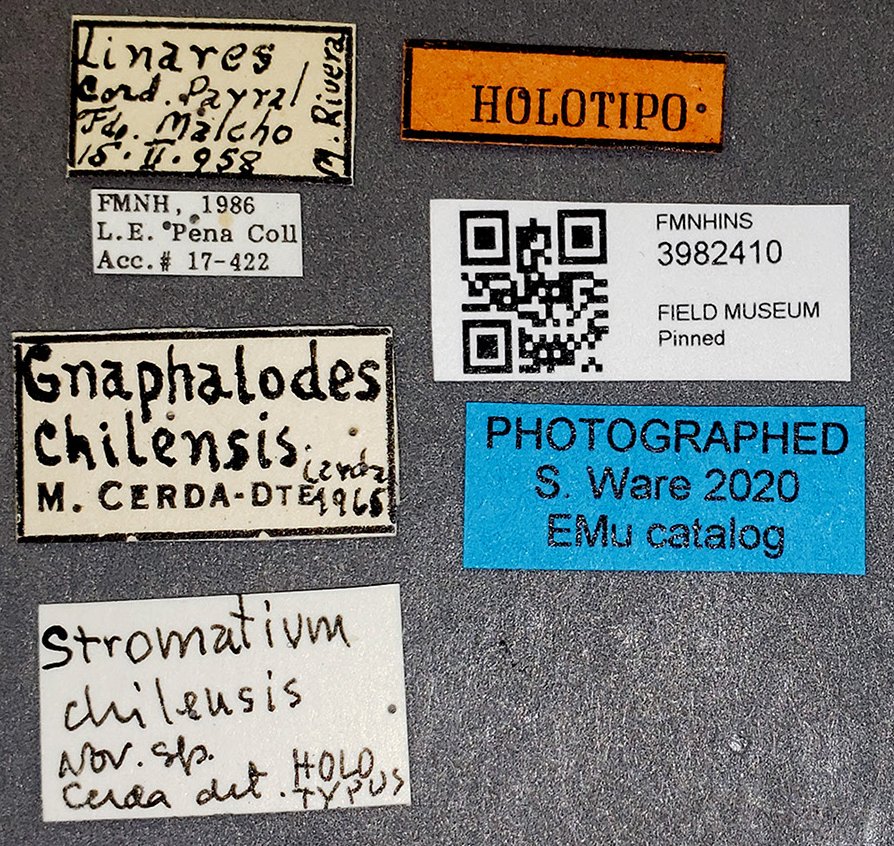 Linares
Cord. Parral
Fdo. Malcho
15.II.958
M. Rivera
HOLOTIPO
FMNH, 1986
L.E. Pena Coll
Acc.# 17-422
FMNHINS
3982410
FIELD MUSEUM
Pinned
Gnaphalodes
chilensis
Cerda
M. CERDA-DTE
1965
PHOTOGRAPHED
S. Ware 2020
EMu catalog
Stromatium
chilensis
Nov. sp.
Cerda det. HOLO
TYPUS